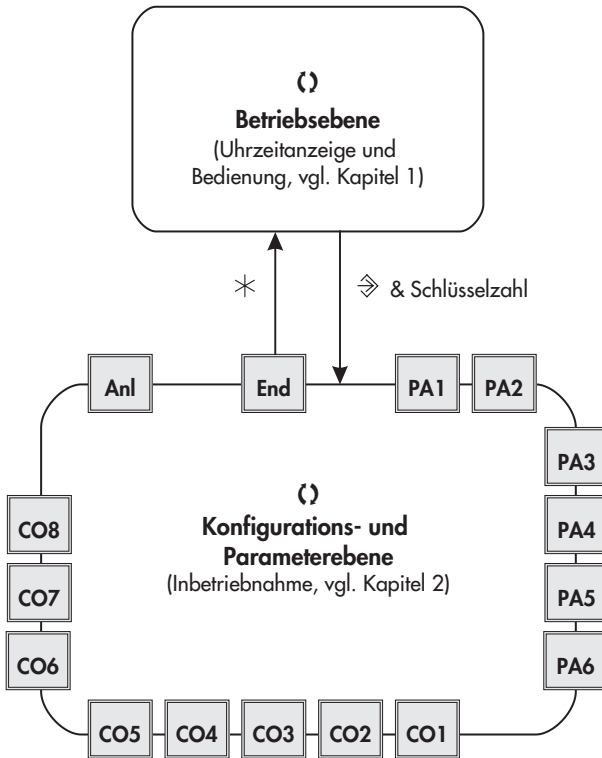 Betriebsebene
(Uhrzeitanzeige und
Bedienung, vgl. Kapitel 1)
& Schlüsselzahl
Anl
End
PA1
PA2
PA3
PA4
PA5
PA6
Konfigurations- und
Parameterebene
(Inbetriebnahme, vgl. Kapitel 2)
CO8
CO7
CO6
CO5
CO4
CO3
CO2
CO1